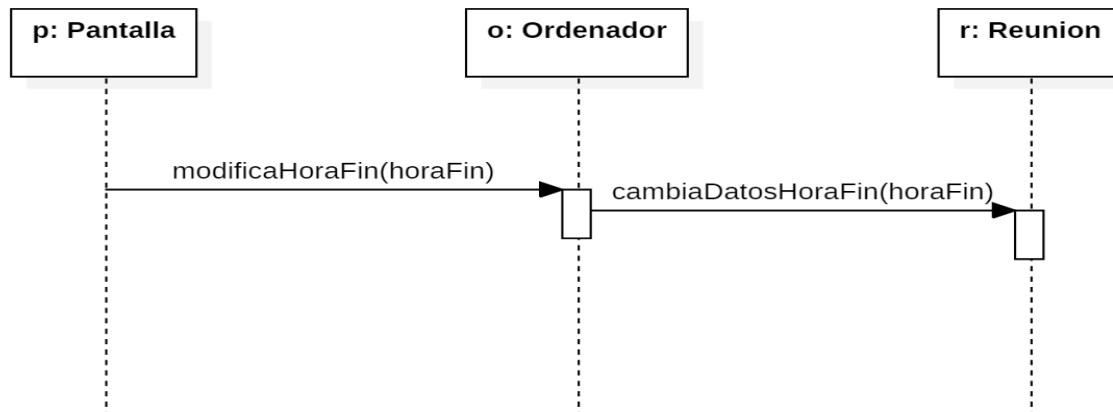 p: Pantalla
o: Ordenador
r: Reunion
modificaHoraFin(horaFin)
cambiaDatosHoraFin(horaFin)